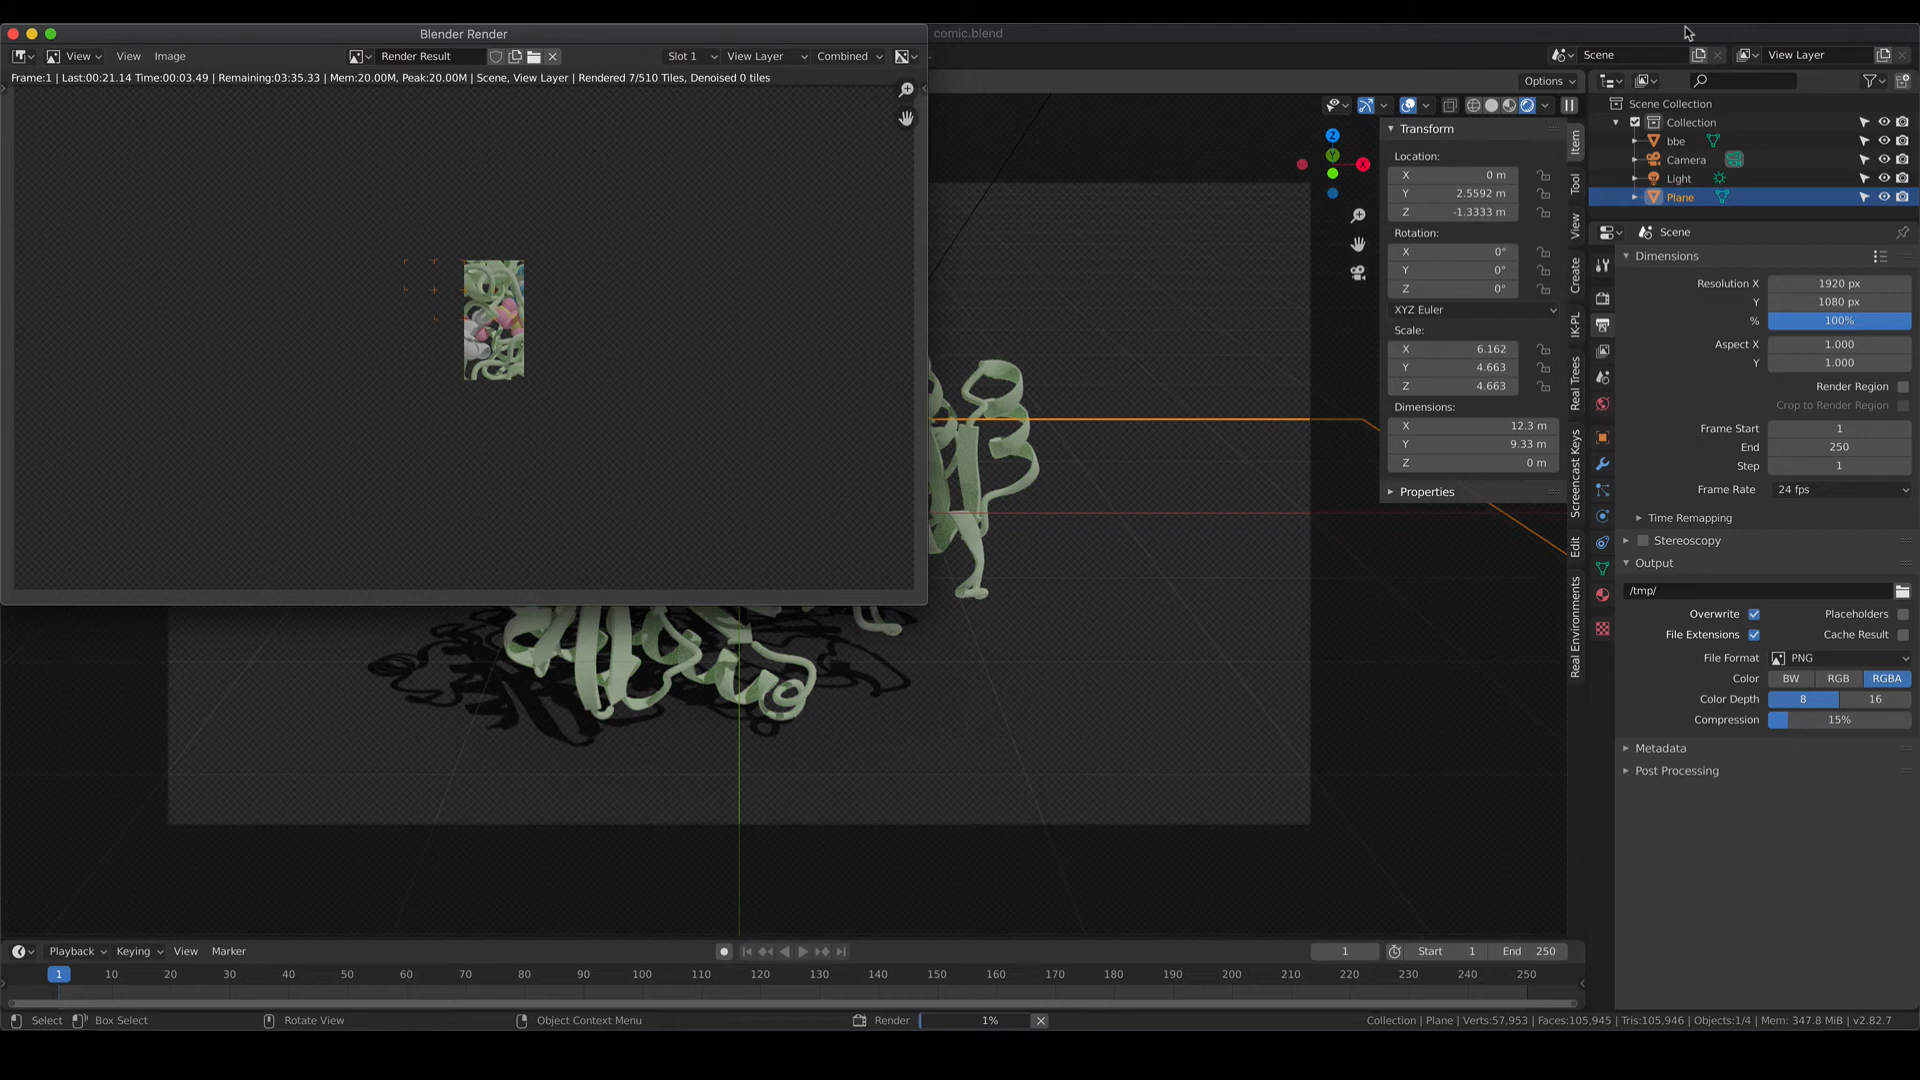 Blender Render
comic.blend
View
View
Image
Render Result
Slot 1
View Layer
Combined
Scene
View Layer
Frame:1 | Last:00:21.14 Time:00:03.49 | Remaining:03:35.33 | Mem:20.00M, Peak:20.00M | Scene, View Layer | Rendered 7/510 Tiles, Denoised 0 tiles
Options
Scene Collection
Collection
bbe
Camera
Light
Plane
Z
Y
X
Transform
Location:
X 0 m
Y 2.5592 m
Z -1.3333 m
Rotation:
X 0°
Y 0°
Z 0°
XYZ Euler
Scale:
X 6.162
Y 4.663
Z 4.663
Dimensions:
X 12.3 m
Y 9.33 m
Z 0 m
Properties
Item
Tool
View
Create
IK-PL
Real Trees
Screencast Keys
Edit
Real Environments
Scene
Dimensions
Resolution X 1920 px
Y 1080 px
% 100%
Aspect X 1.000
Y 1.000
Render Region
Crop to Render Region
Frame Start 1
End 250
Step 1
Frame Rate 24 fps
Time Remapping
Stereoscopy
Output
/tmp/
Overwrite Placeholders
File Extensions Cache Result
File Format PNG
Color BW RGB RGBA
Color Depth 8 16
Compression 15%
Metadata
Post Processing
Playback Keying View Marker
1 Start 1 End 250
1 10 20 30 40 50 60 70 80 90 100 110 120 130 140 150 160 170 180 190 200 210 220 230 240 250
Select Box Select Rotate View Object Context Menu Render 1% Collection | Plane | Verts:57,953 | Faces:105,945 | Tris:105,946 | Objects:1/4 | Mem: 347.8 MiB | v2.82.7